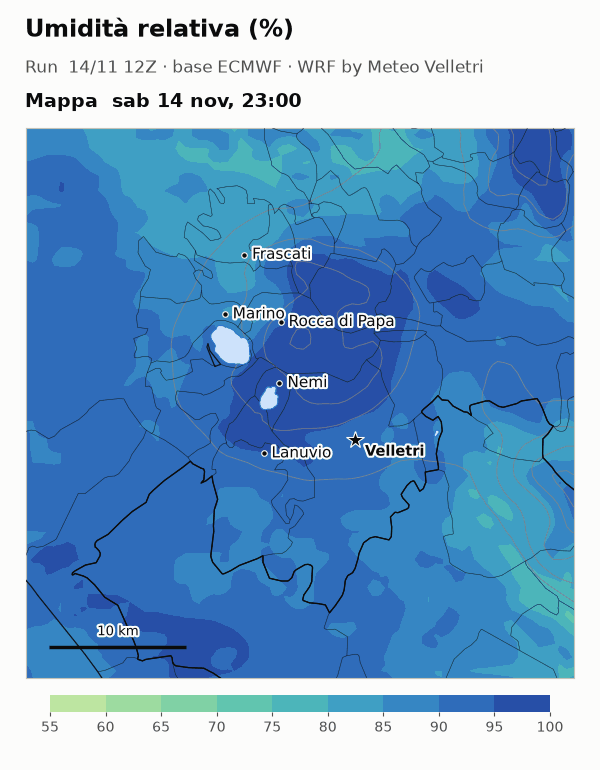 Umidità relativa (%)
Run  14/11 12Z · base ECMWF · WRF by Meteo Velletri
Mappa  sab 14 nov, 23:00
Frascati
Marino
Rocca di Papa
Nemi
Velletri
Lanuvio
10 km
55 60 65 70 75 80 85 90 95 100